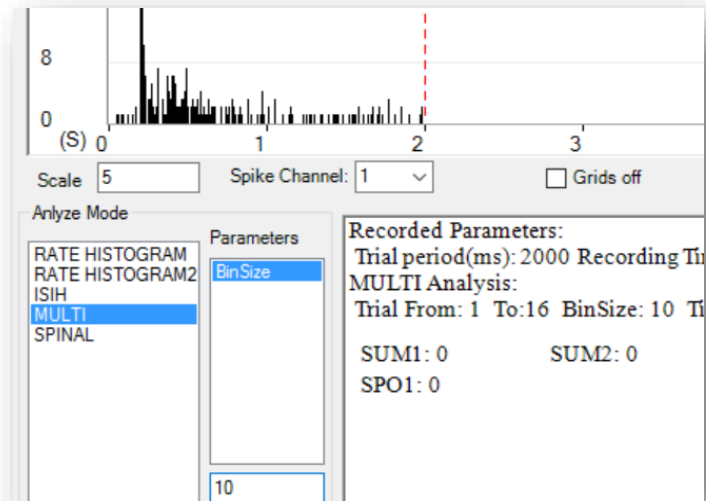 8
0
(S) 0 1 2 3
Scale 5 Spike Channel: 1 Grids off
Anlyze Mode
Parameters
RATE HISTOGRAM
RATE HISTOGRAM2
ISIH
MULTI
SPINAL
BinSize
10
Recorded Parameters:
Trial period(ms): 2000 Recording
MULTI Analysis:
Trial From: 1 To:16 BinSize: 10
SUM1: 0 SUM2: 0
SPO1: 0